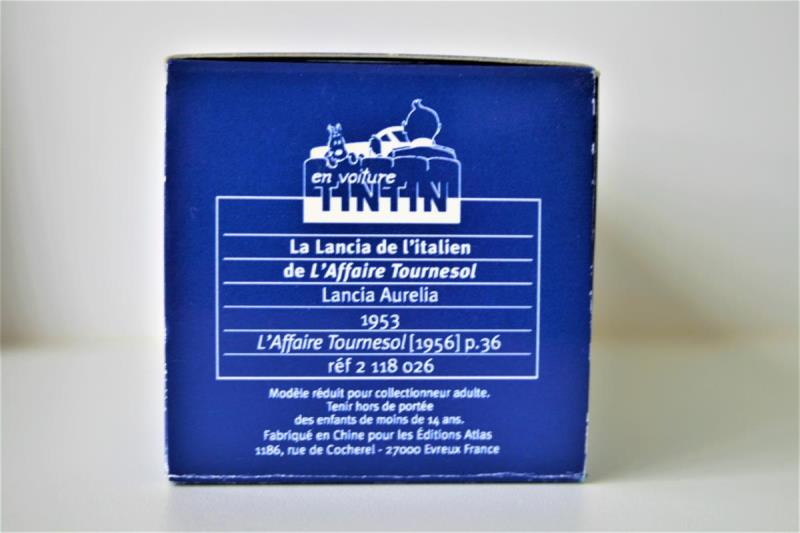 en voiture
TINTIN
La Lancia de l'italien
de L'Affaire Tournesol
Lancia Aurelia
1953
L'Affaire Tournesol [1956] p.36
réf 2 118 026
Modèle réduit pour collectionneur adulte.
Tenir hors de portée
des enfants de moins de 14 ans.
Fabriqué en Chine pour les Éditions Atlas
1186, rue de Cocherel - 27000 Evreux France